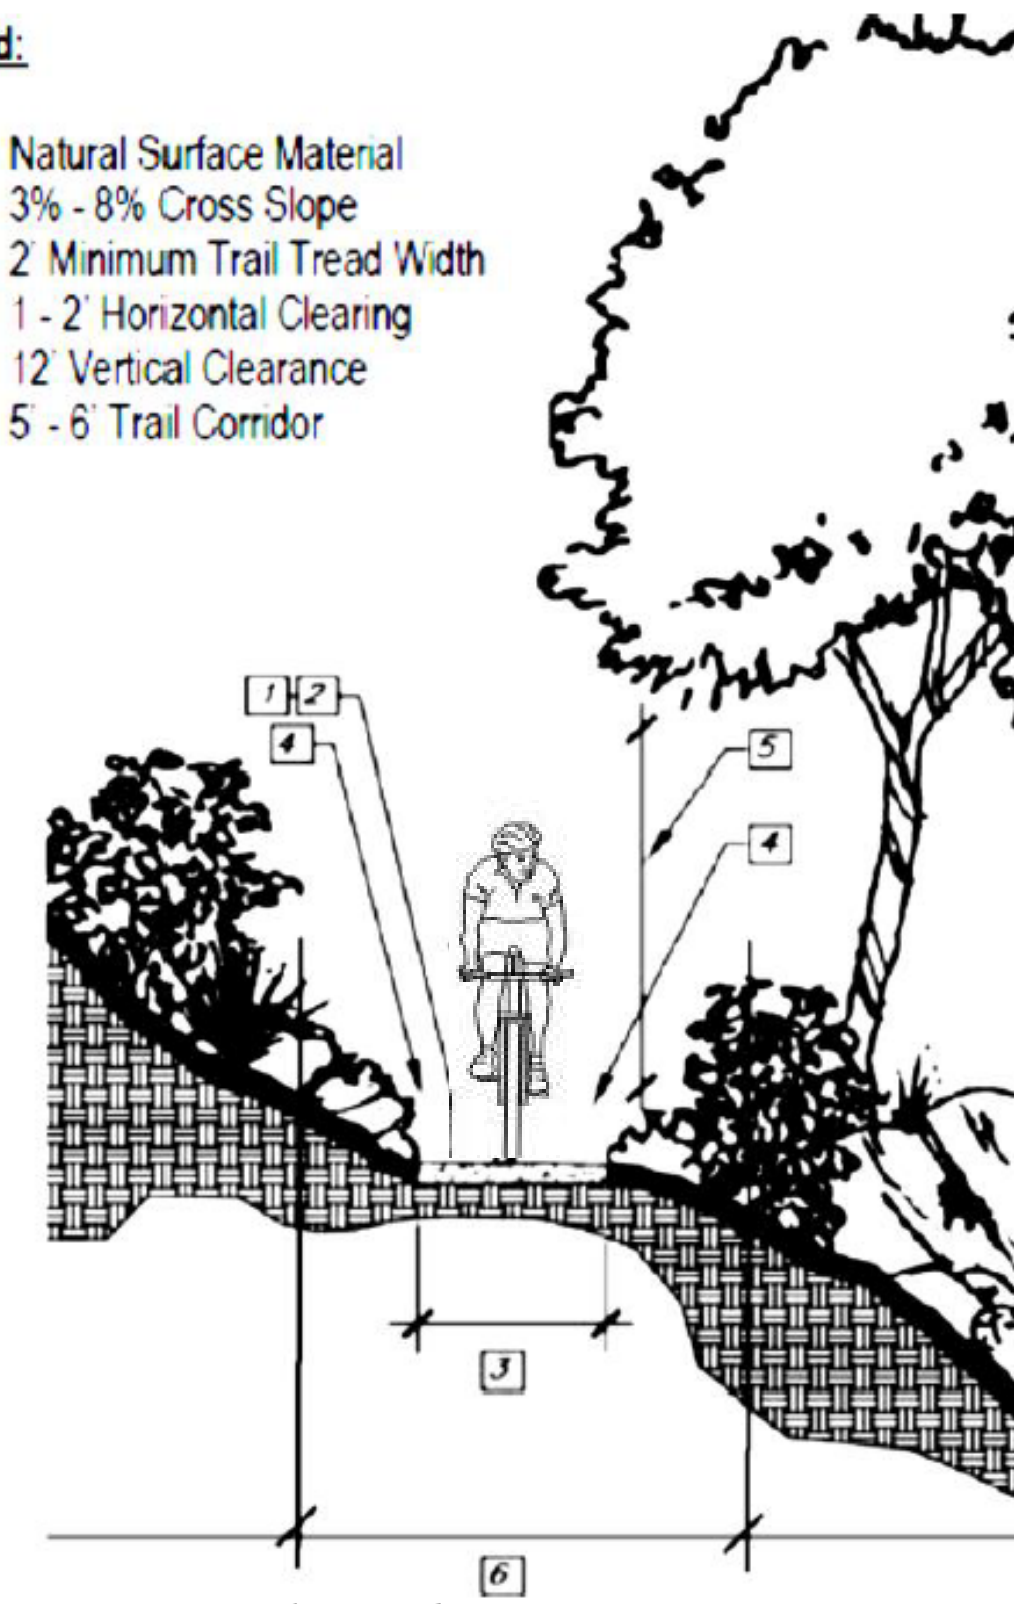 d:
Natural Surface Material
3% - 8% Cross Slope
2' Minimum Trail Tread Width
1 - 2' Horizontal Clearing
12' Vertical Clearance
5' - 6' Trail Corridor
1 2
4
5
4
3
6